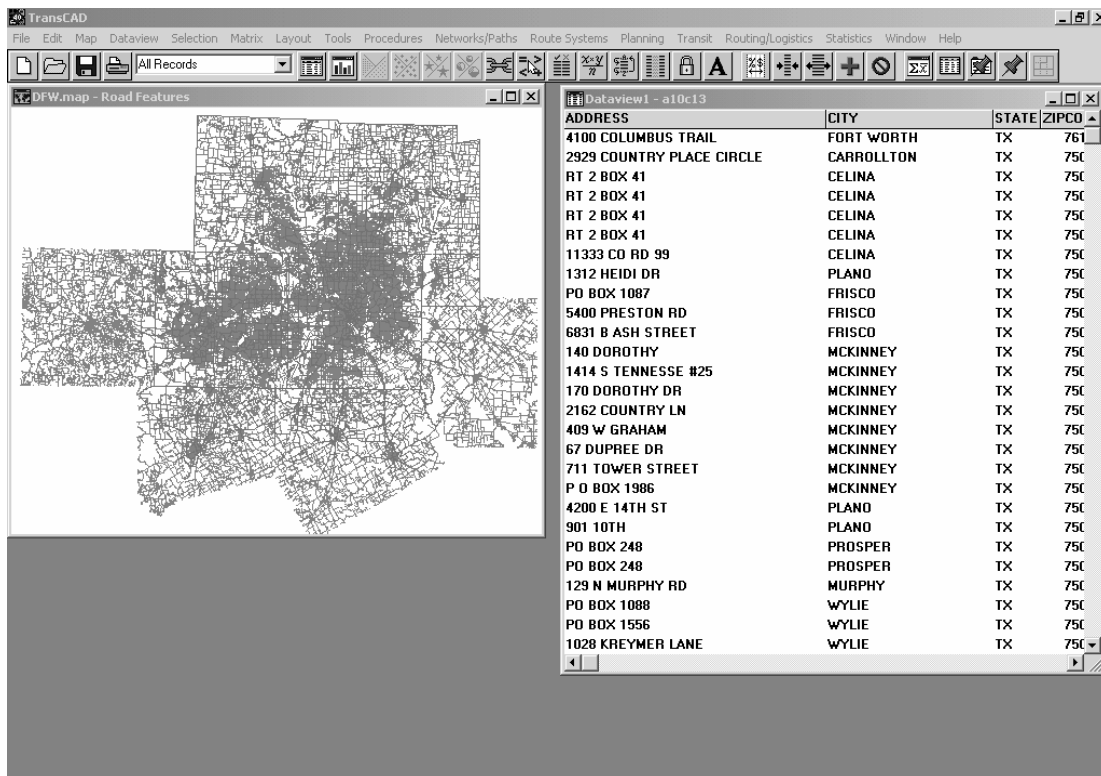 TransCAD
File Edit Map Dataview Selection Matrix Layout Tools Procedures Networks/Paths Route Systems Planning Transit Routing/Logistics Statistics Window Help
All Records
DFW.map - Road Features
Dataview1 - a10c13
ADDRESS CITY STATE ZIPCO
4100 COLUMBUS TRAIL FORT WORTH TX 761
2929 COUNTRY PLACE CIRCLE CARROLLTON TX 750
RT 2 BOX 41 CELINA TX 750
RT 2 BOX 41 CELINA TX 750
RT 2 BOX 41 CELINA TX 750
RT 2 BOX 41 CELINA TX 750
11333 CO RD 99 CELINA TX 750
1312 HEIDI DR PLANO TX 750
PO BOX 1087 FRISCO TX 750
5400 PRESTON RD FRISCO TX 750
6831 B ASH STREET FRISCO TX 750
140 DOROTHY MCKINNEY TX 750
1414 S TENNESSE #25 MCKINNEY TX 750
170 DOROTHY DR MCKINNEY TX 750
2162 COUNTRY LN MCKINNEY TX 750
409 W GRAHAM MCKINNEY TX 750
67 DUPREE DR MCKINNEY TX 750
711 TOWER STREET MCKINNEY TX 750
P O BOX 1986 MCKINNEY TX 750
4200 E 14TH ST PLANO TX 750
901 10TH PLANO TX 750
PO BOX 248 PROSPER TX 750
PO BOX 248 PROSPER TX 750
129 N MURPHY RD MURPHY TX 750
PO BOX 1088 WYLIE TX 750
PO BOX 1556 WYLIE TX 750
1028 KREYMER LANE WYLIE TX 750